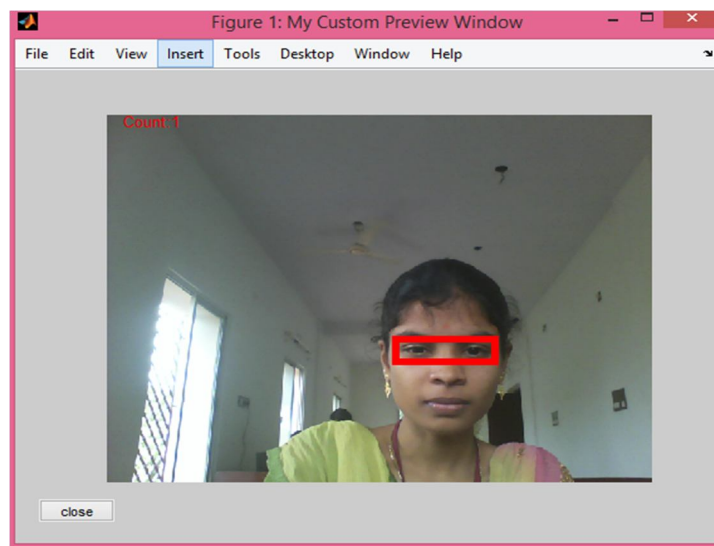 Figure 1: My Custom Preview Window
File Edit View Insert Tools Desktop Window Help
Count: 1
close